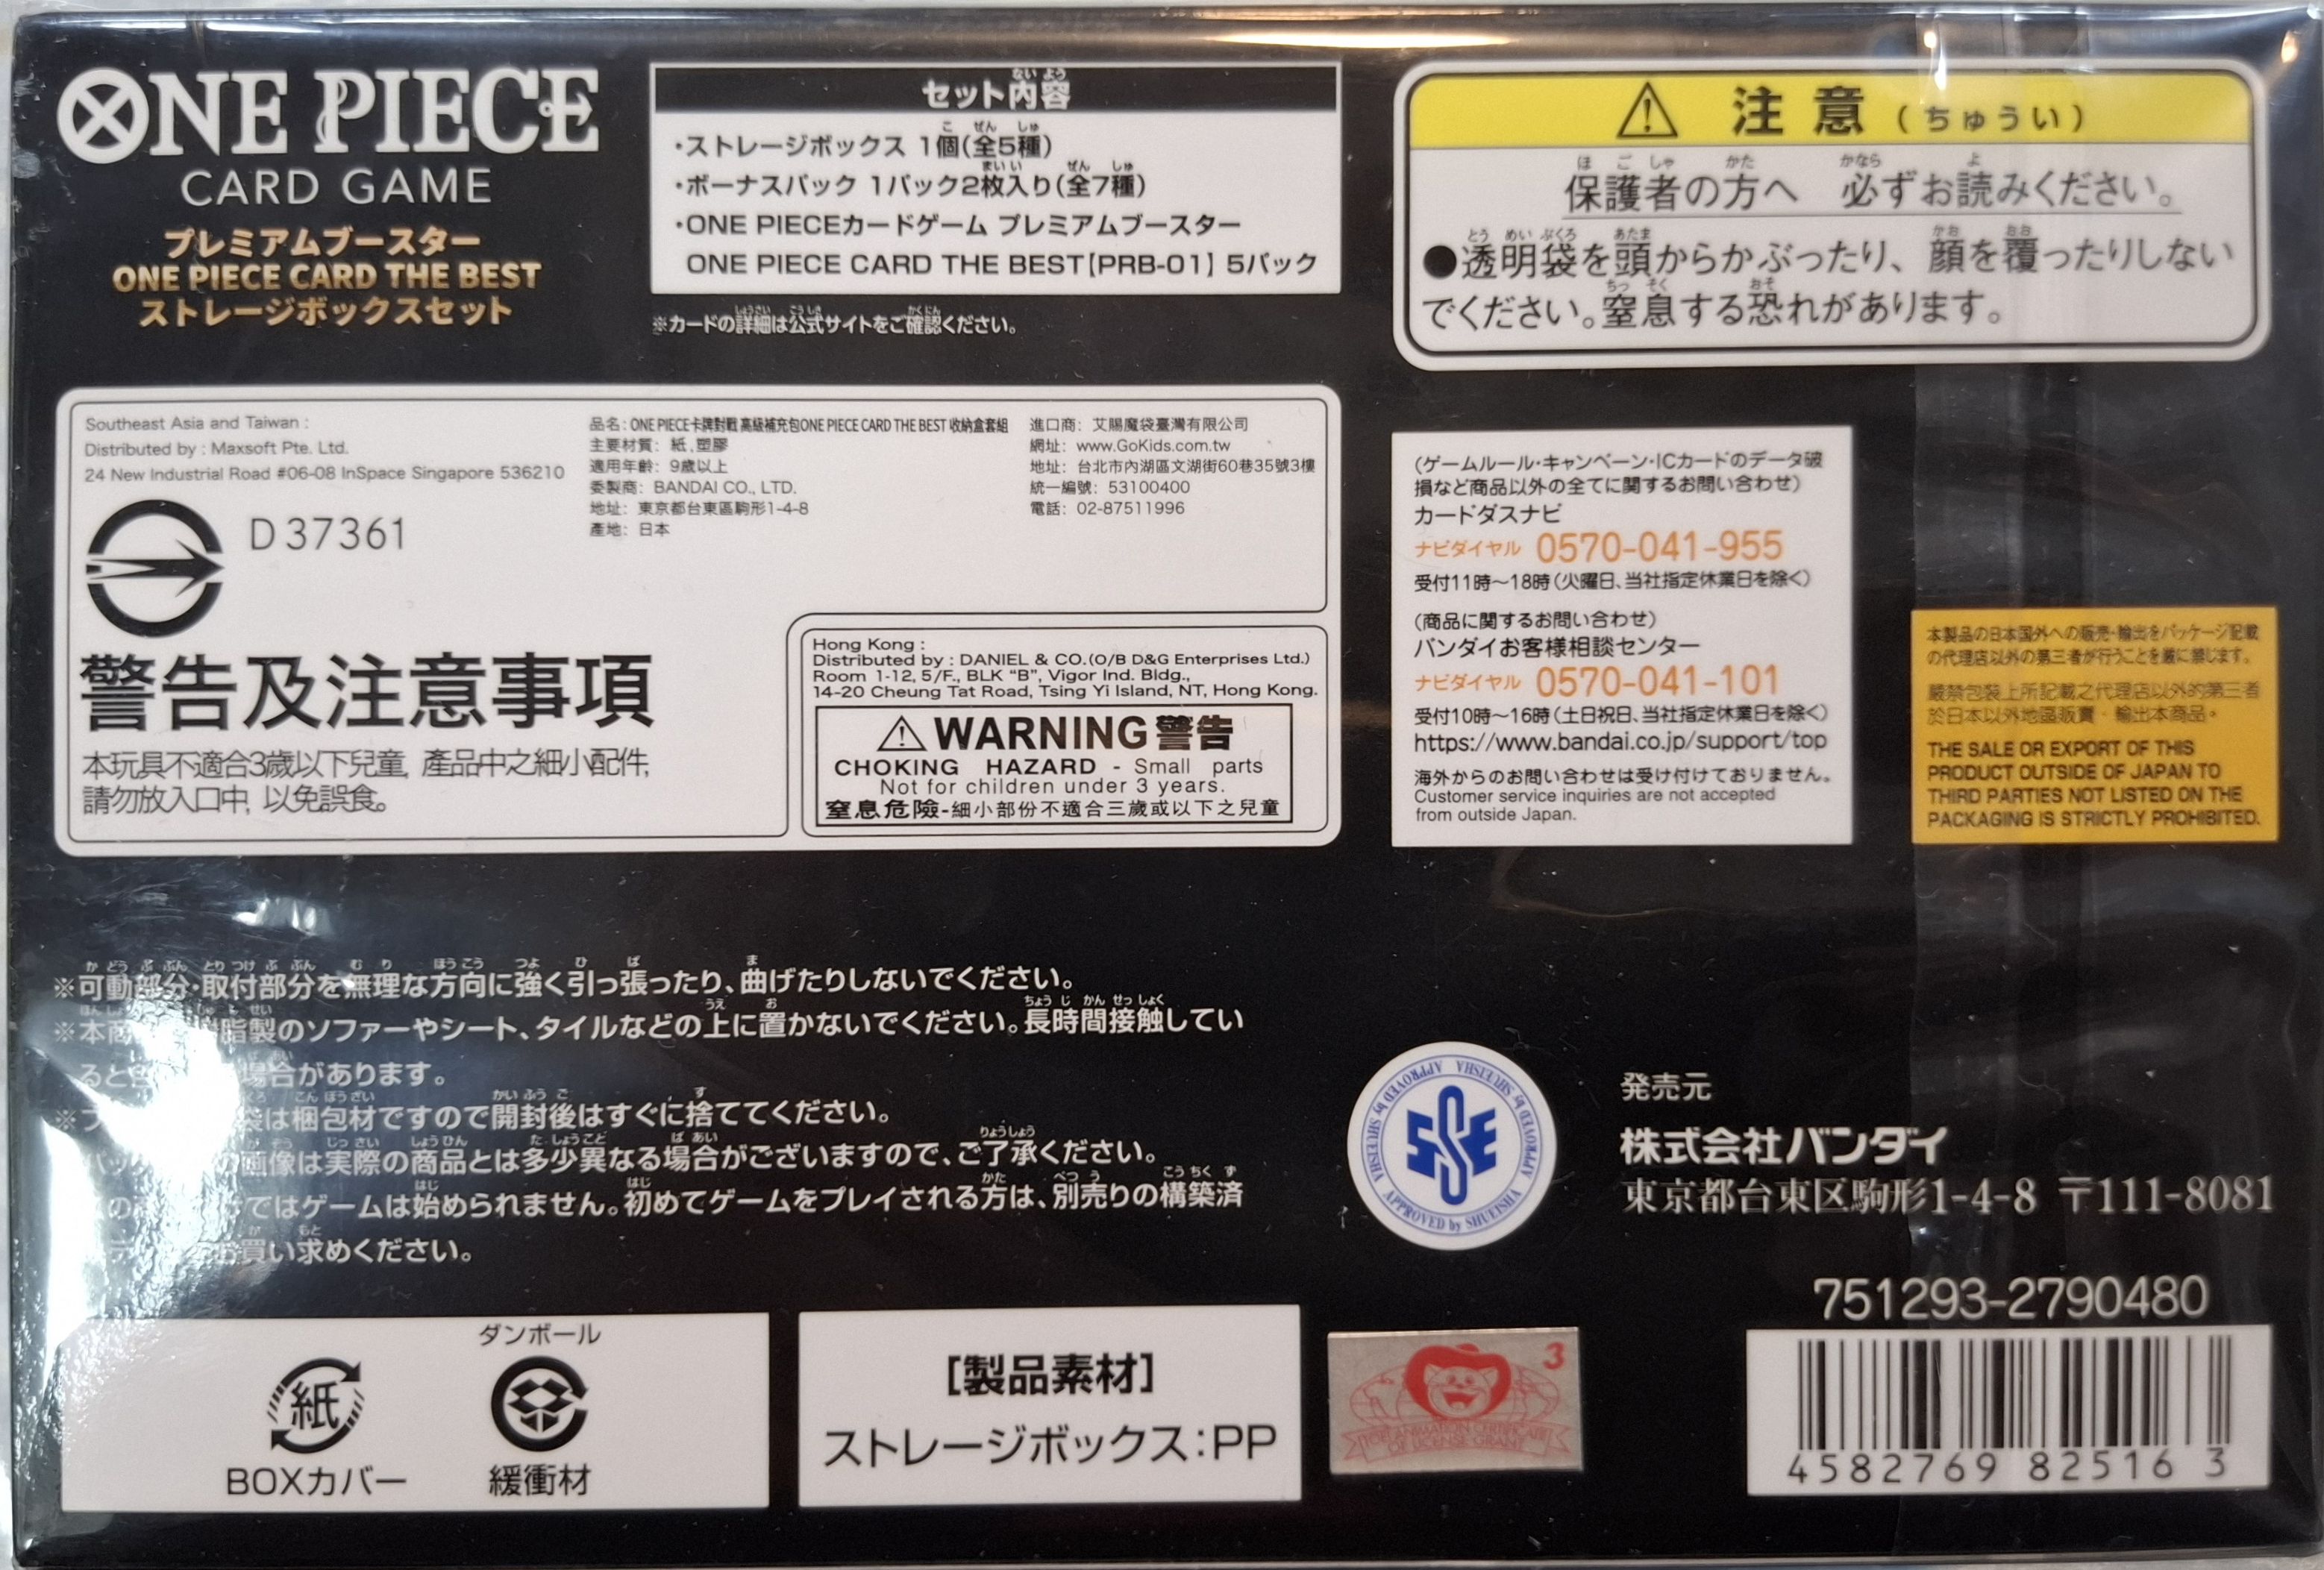 ONE PIECE
CARD GAME
プレミアムブースター
ONE PIECE CARD THE BEST
ストレージボックスセット
セット内容
・ストレージボックス 1個(全5種)
・ボーナスパック 1パック2枚入り(全7種)
・ONE PIECEカードゲーム プレミアムブースター
ONE PIECE CARD THE BEST【PRB-01】 5パック
※カードの詳細は公式サイトをご確認ください。
注意(ちゅうい)
保護者の方へ 必ずお読みください。
●透明袋を頭からかぶったり、顔を覆ったりしない
でください。窒息する恐れがあります。
Southeast Asia and Taiwan :
Distributed by : Maxsoft Pte. Ltd.
24 New Industrial Road #06-08 InSpace Singapore 536210
D 37361
品名: ONE PIECE卡牌對戰 高級補充包ONE PIECE CARD THE BEST 收納盒套組
主要材質: 紙,塑膠
適用年齡: 9歲以上
委製商: BANDAI CO., LTD.
地址: 東京都台東區駒形1-4-8
產地: 日本
進口商: 艾賜魔袋臺灣有限公司
網址: www.GoKids.com.tw
地址: 台北市內湖區文湖街60巷35號3樓
統一編號: 53100400
電話: 02-87511996
警告及注意事項
本玩具不適合3歲以下兒童, 產品中之細小配件,
請勿放入口中, 以免誤食。
Hong Kong :
Distributed by : DANIEL & CO.(O/B D&G Enterprises Ltd.)
Room 1-12, 5/F., BLK "B", Vigor Ind. Bldg.,
14-20 Cheung Tat Road, Tsing Yi Island, NT, Hong Kong.
WARNING 警告
CHOKING HAZARD - Small parts
Not for children under 3 years.
窒息危險-細小部份不適合三歲或以下之兒童
(ゲームルール・キャンペーン・ICカードのデータ破
損など商品以外の全てに関するお問い合わせ)
カードダスナビ
ナビダイヤル 0570-041-955
受付11時～18時(火曜日、当社指定休業日を除く)
(商品に関するお問い合わせ)
バンダイお客様相談センター
ナビダイヤル 0570-041-101
受付10時～16時(土日祝日、当社指定休業日を除く)
https://www.bandai.co.jp/support/top
海外からのお問い合わせは受け付けておりません。
Customer service inquiries are not accepted
from outside Japan.
本製品の日本国外への販売・輸出をパッケージ記載
の代理店以外の第三者が行うことを厳に禁じます。
嚴禁包裝上所記載之代理店以外的第三者
於日本以外地區販賣・輸出本商品。
THE SALE OR EXPORT OF THIS
PRODUCT OUTSIDE OF JAPAN TO
THIRD PARTIES NOT LISTED ON THE
PACKAGING IS STRICTLY PROHIBITED.
※可動部分・取付部分を無理な方向に強く引っ張ったり、曲げたりしないでください。
※本商 脂製のソファーやシート、タイルなどの上に置かないでください。長時間接触してい
ると 場合があります。
※ 袋は梱包材ですので開封後はすぐに捨ててください。
画像は実際の商品とは多少異なる場合がございますので、ご了承ください。
ではゲームは始められません。初めてゲームをプレイされる方は、別売りの構築済
買い求めください。
APPROVED by SHUEISHA APPROVED by SHUEISHA APPROVED by SHUEISHA
発売元
株式会社バンダイ
東京都台東区駒形1-4-8 〒111-8081
751293-2790480
4582769 82516 3
紙
BOXカバー
ダンボール
緩衝材
[製品素材]
ストレージボックス:PP
3
TOEI ANIMATION CERTIFICATE
OF LICENSE GRANT